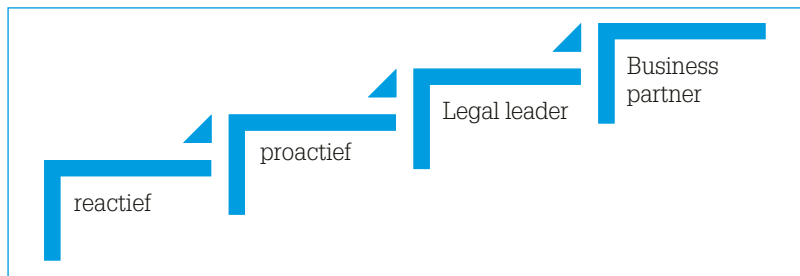 reactief
proactief
Legal leader
Business
partner